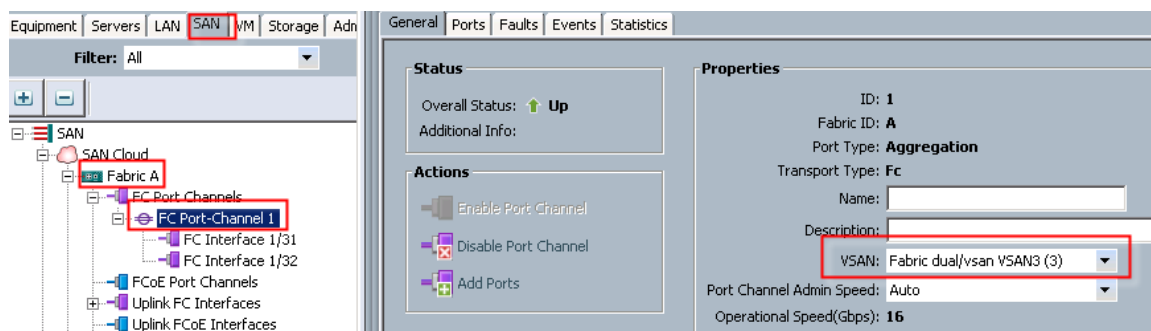 Equipment Servers LAN SAN VM Storage Adn
Filter: All
SAN
SAN Cloud
Fabric A
FC Port Channels
FC Port-Channel 1
FC Interface 1/31
FC Interface 1/32
FCoE Port Channels
Uplink FC Interfaces
Uplink FCoE Interfaces
General Ports Faults Events Statistics
Status
Overall Status: Up
Additional Info:
Actions
Enable Port Channel
Disable Port Channel
Add Ports
Properties
ID: 1
Fabric ID: A
Port Type: Aggregation
Transport Type: Fc
Name:
Description:
VSAN: Fabric dual/vsan VSAN3 (3)
Port Channel Admin Speed: Auto
Operational Speed(Gbps): 16